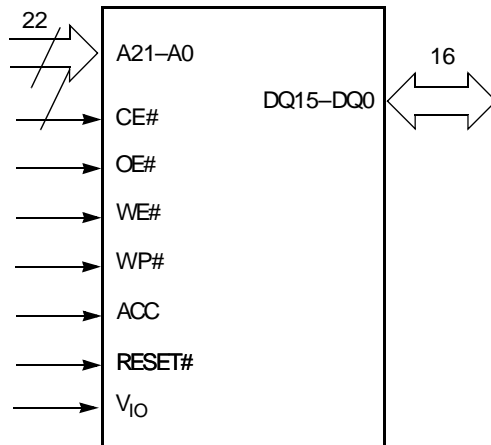 22
A21–A0
16
DQ15–DQ0
CE#
OE#
WE#
WP#
ACC
RESET#
VIO